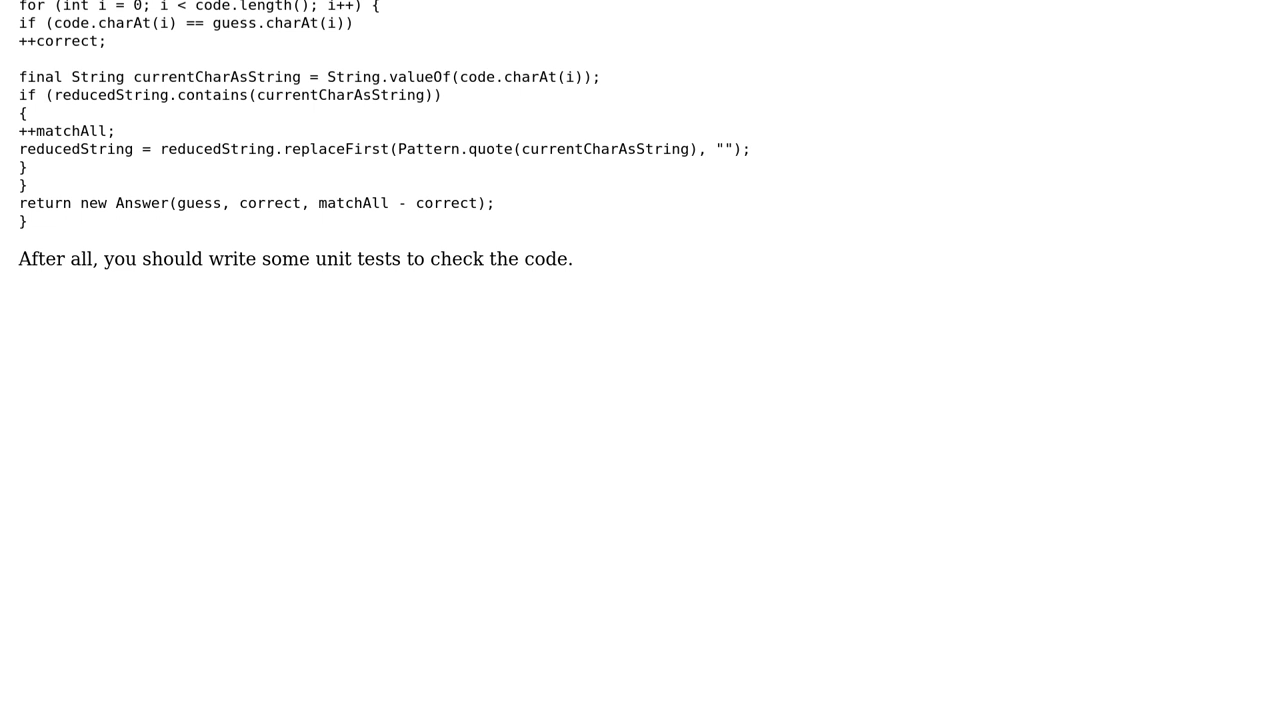 for (int i = 0; i < code.length(); i++) {
if (code.charAt(i) == guess.charAt(i))
++correct;

final String currentCharAsString = String.valueOf(code.charAt(i));
if (reducedString.contains(currentCharAsString))
{
++matchAll;
reducedString = reducedString.replaceFirst(Pattern.quote(currentCharAsString), "");
}
}
return new Answer(guess, correct, matchAll - correct);
}

After all, you should write some unit tests to check the code.